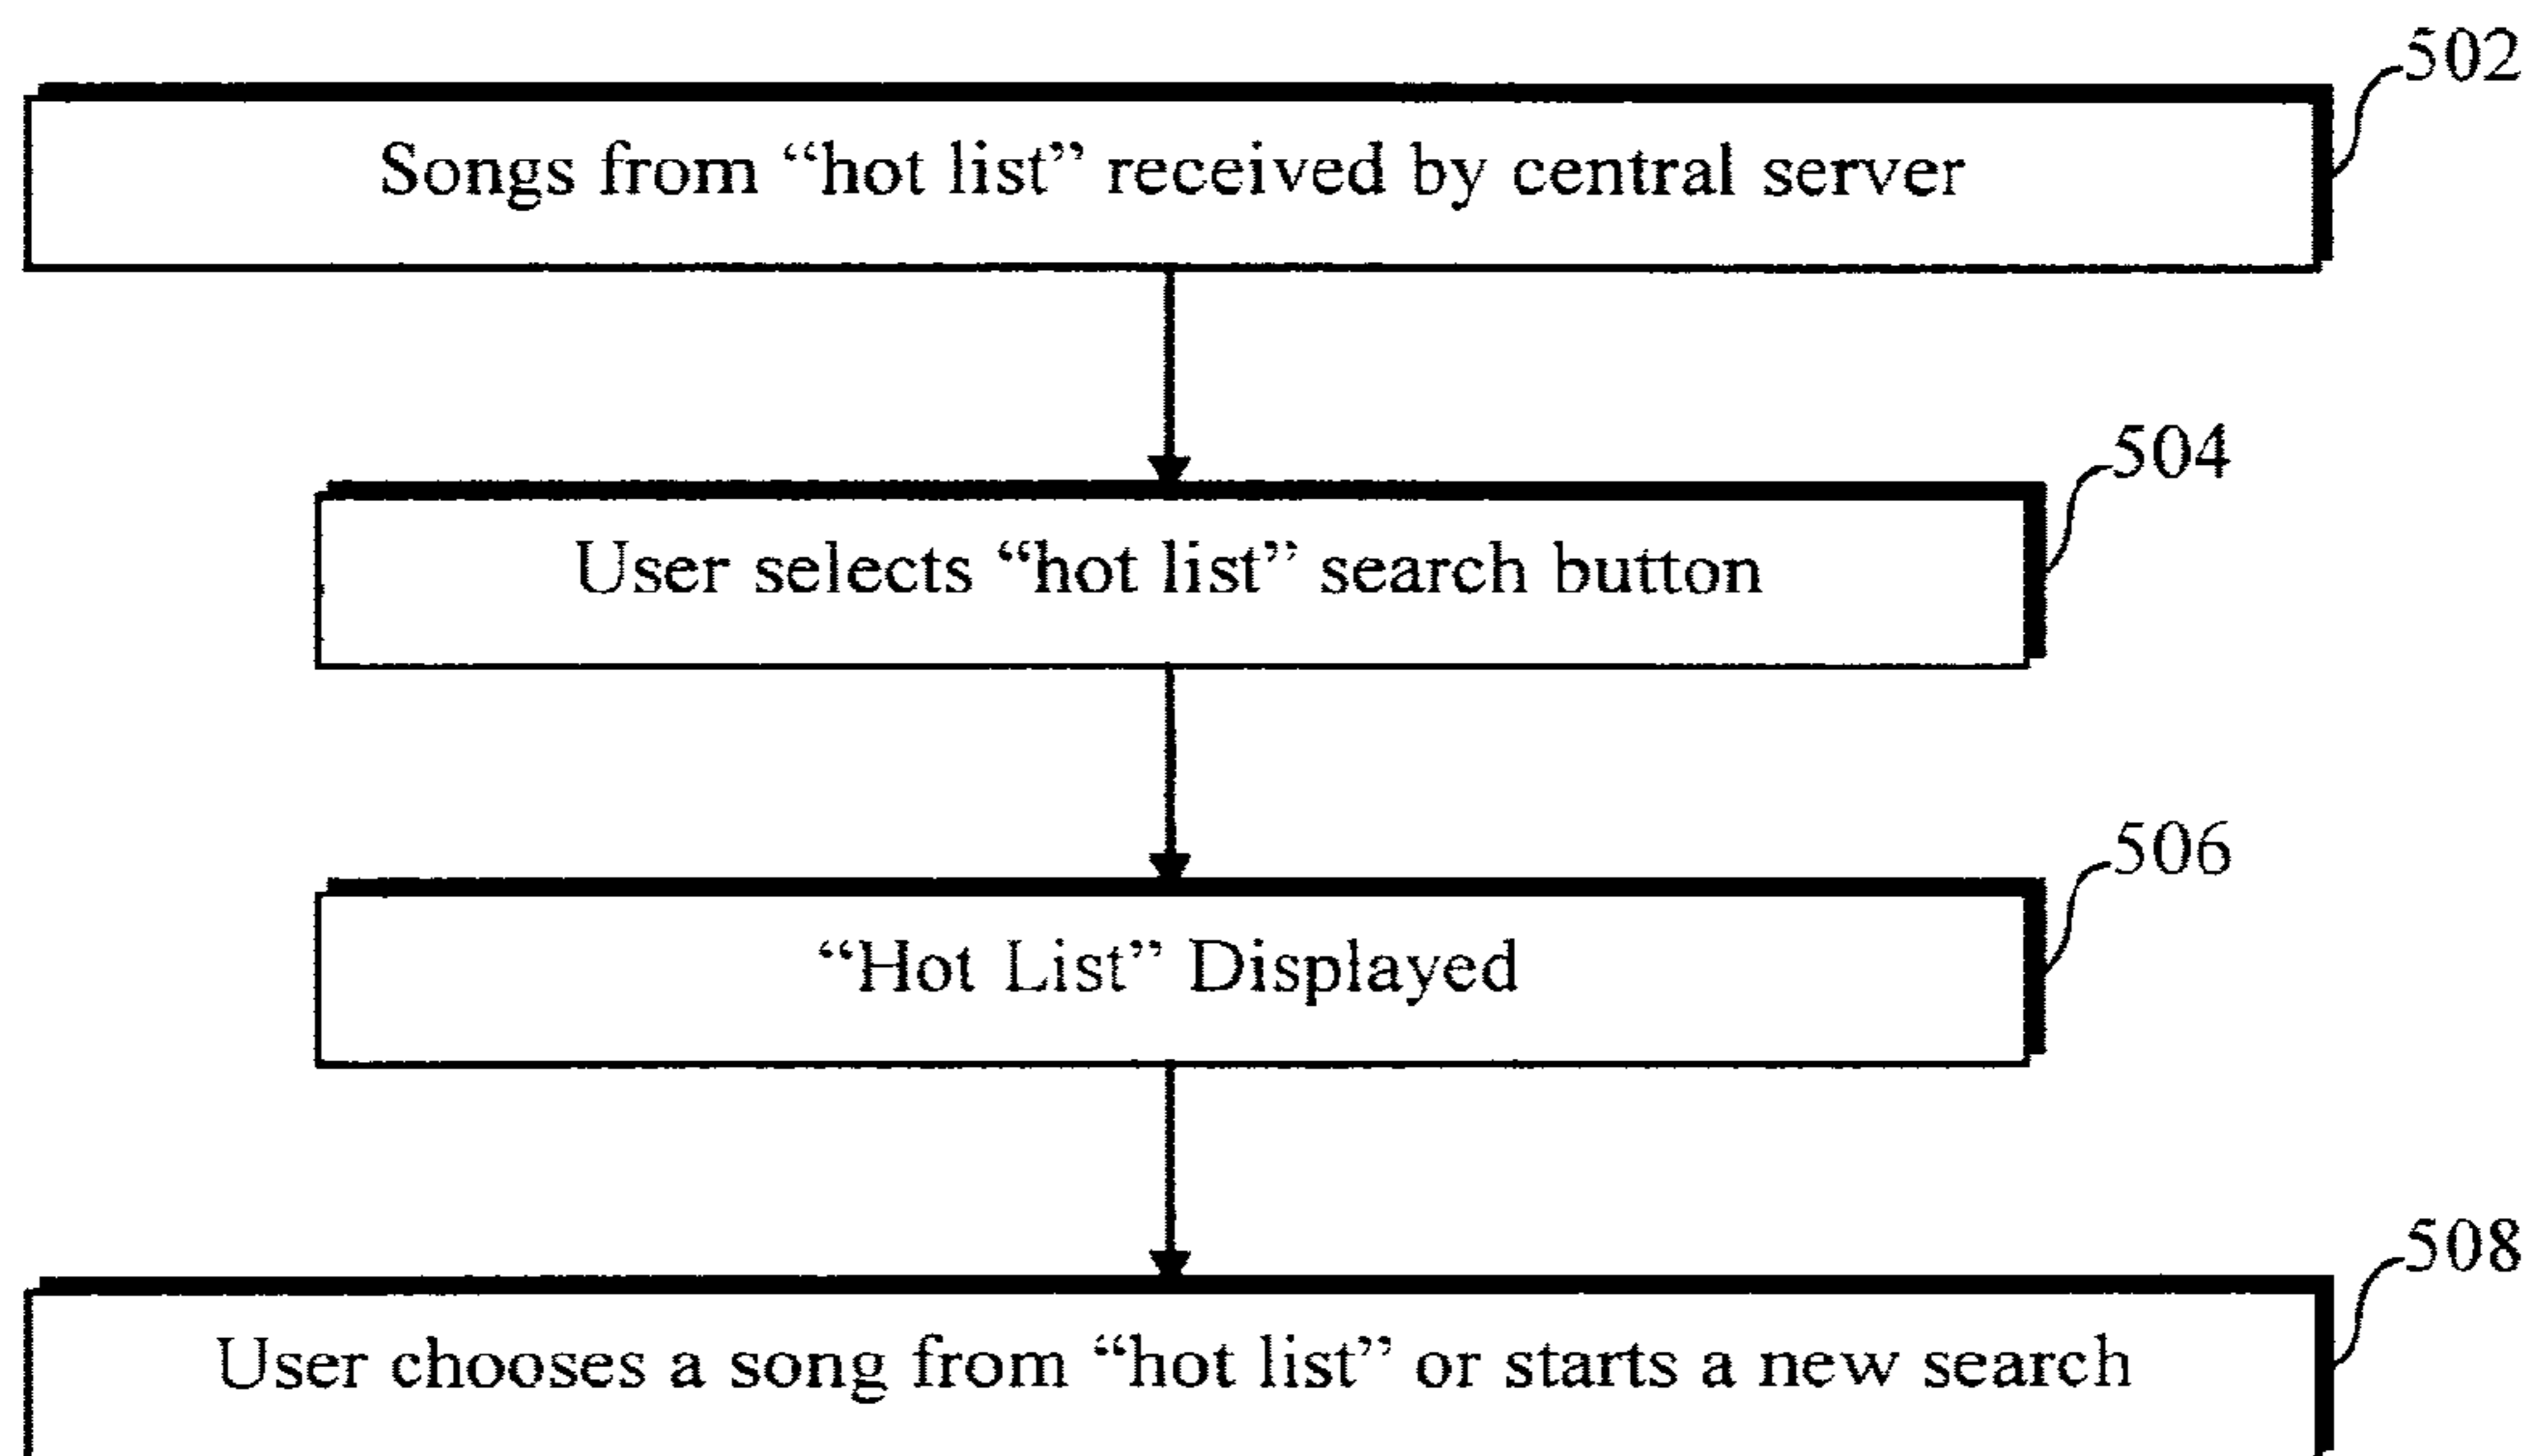 502
Songs from “hot list” received by central server
504
User selects “hot list” search button
506
“Hot List” Displayed
508
User chooses a song from “hot list” or starts a new search